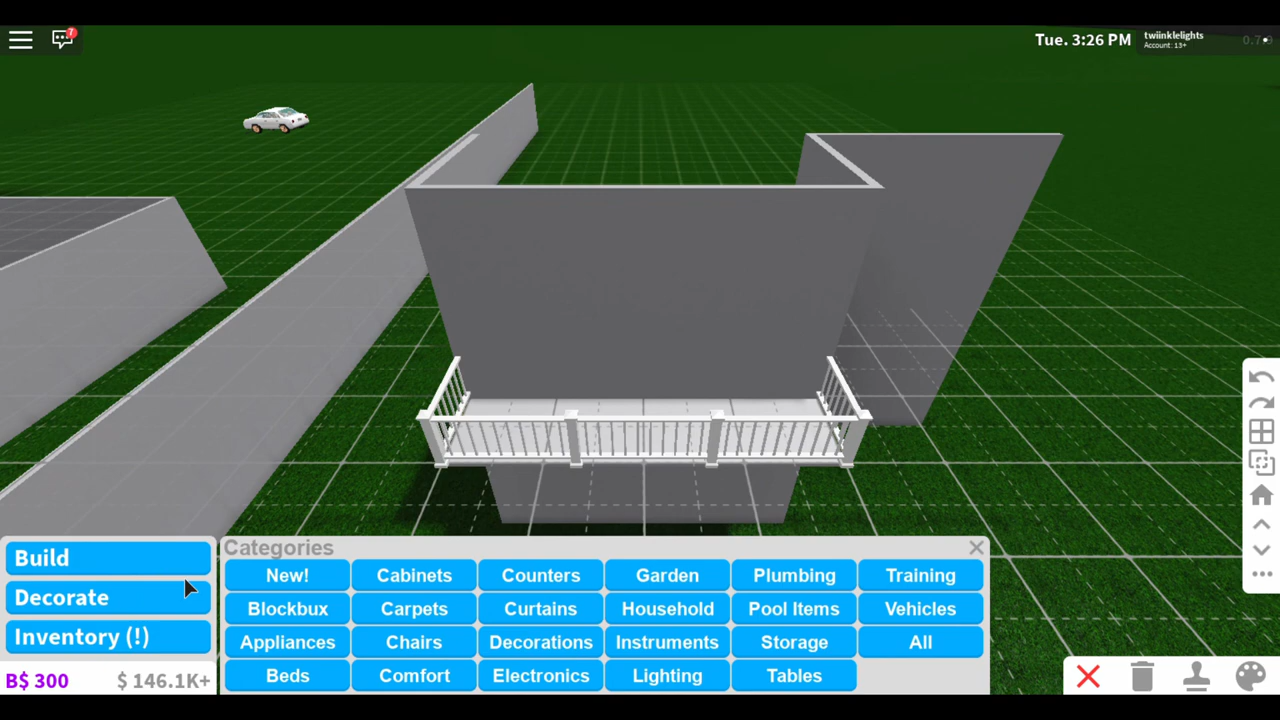 7
Tue. 3:26 PM
twiinklelights
Account: 13+
Build
Decorate
Inventory (!)
B$ 300 $ 146.1K+
Categories
New! Cabinets Counters Garden Plumbing Training
Blockbux Carpets Curtains Household Pool Items Vehicles
Appliances Chairs Decorations Instruments Storage All
Beds Comfort Electronics Lighting Tables